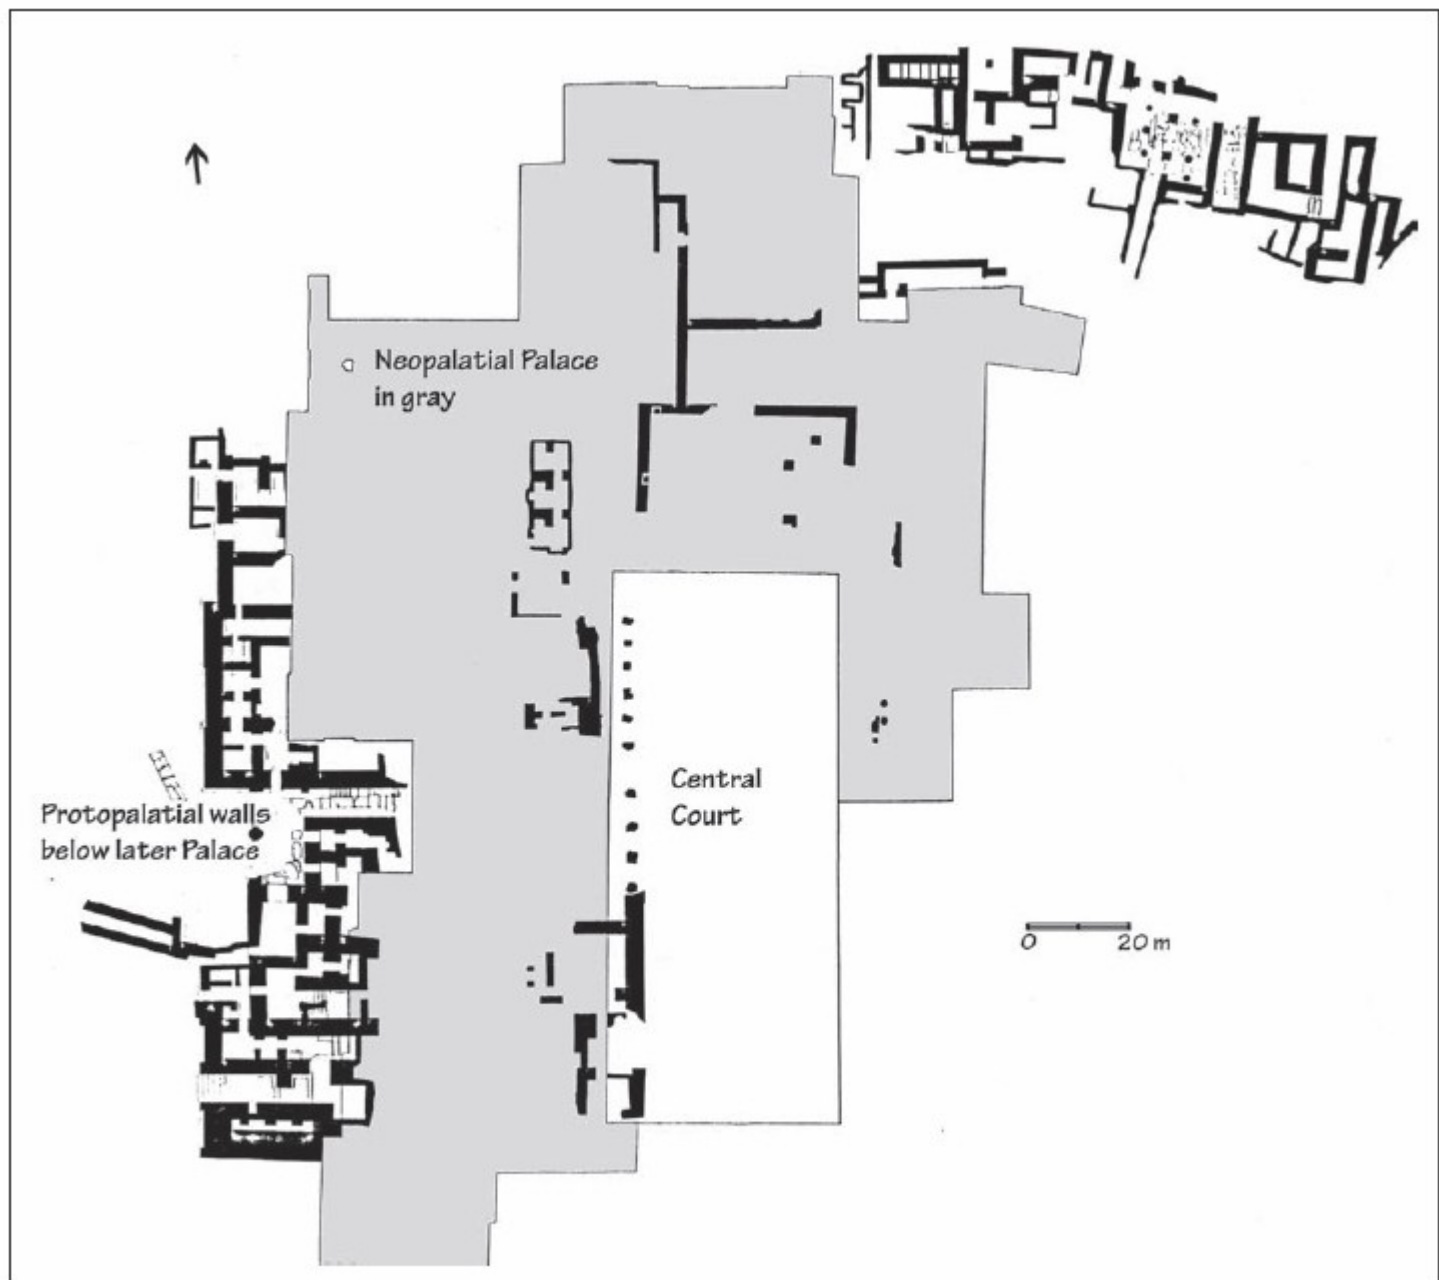 Neopalatial Palace
in gray
Central
Court
Protopalatial walls
below later Palace
0 20 m